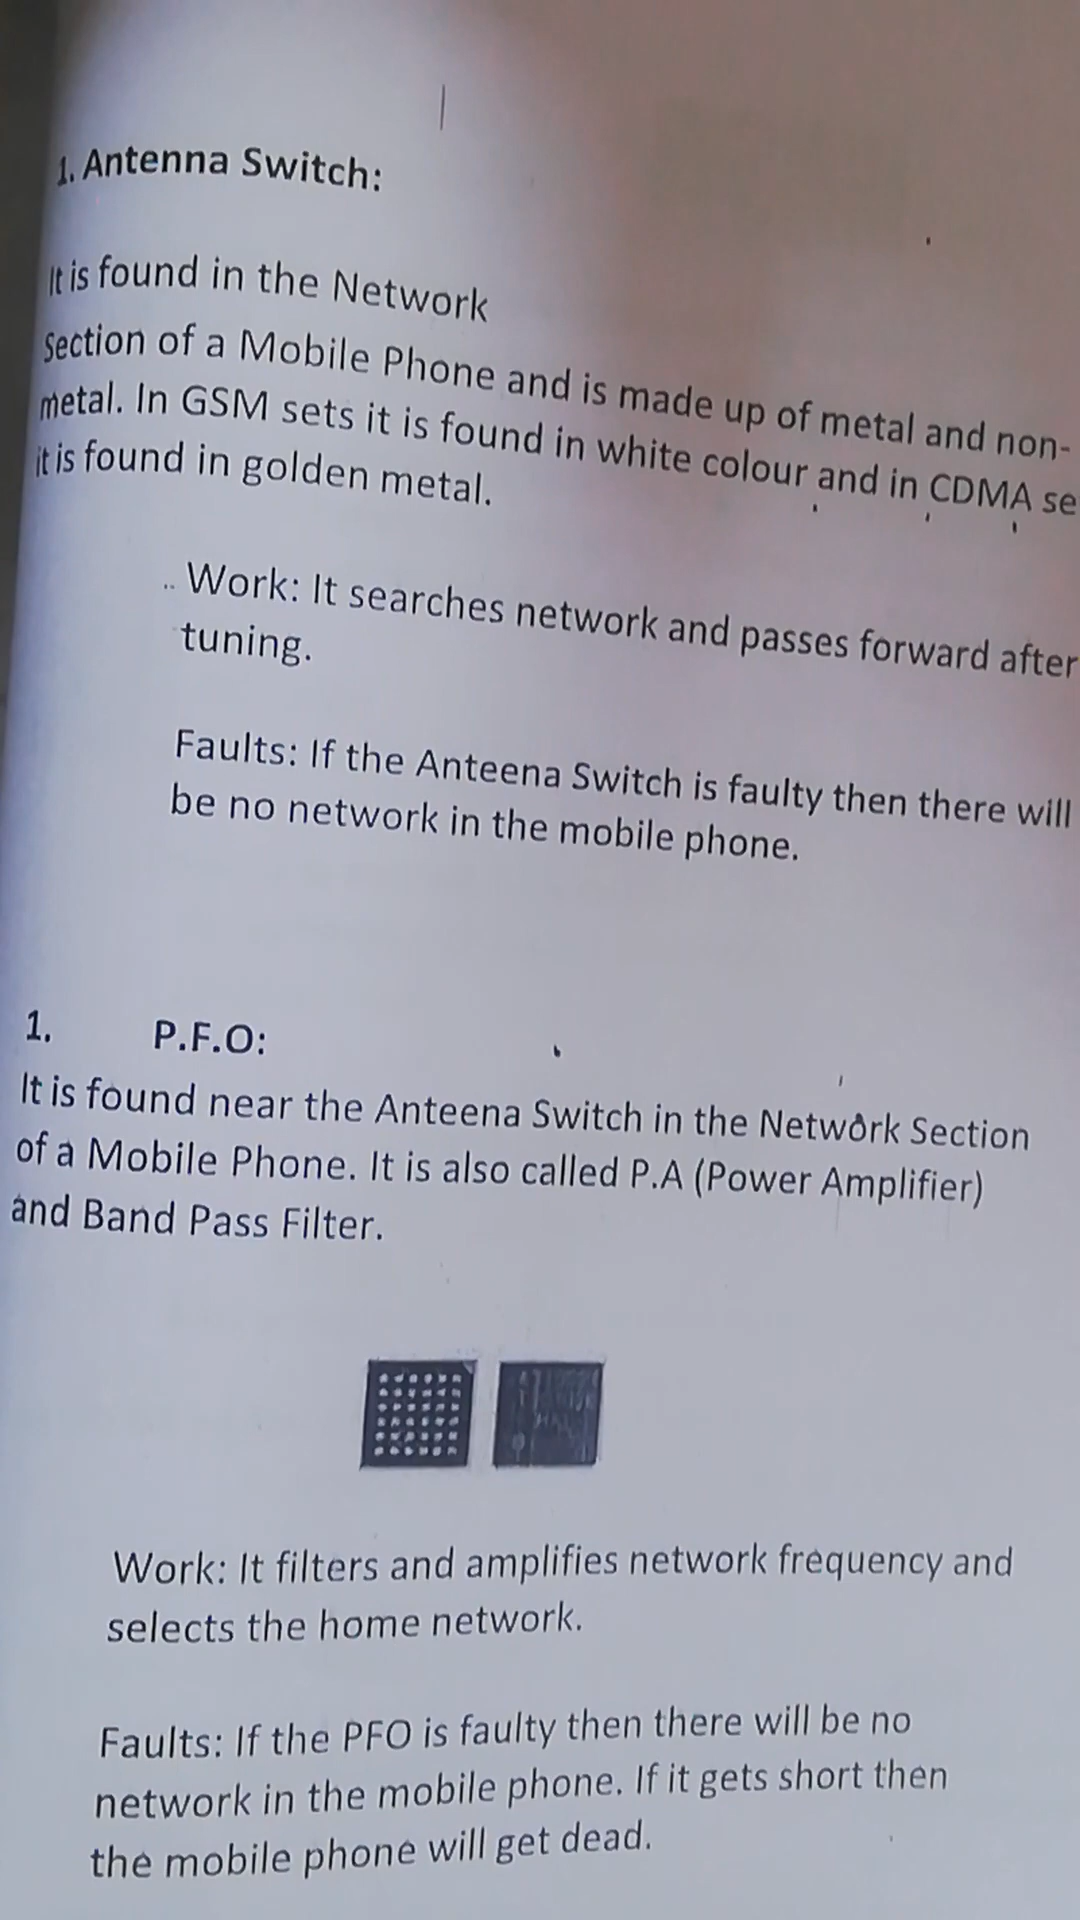 1. Antenna Switch:
It is found in the Network
Section of a Mobile Phone and is made up of metal and non-
metal. In GSM sets it is found in white colour and in CDMA se
it is found in golden metal.
Work: It searches network and passes forward after
tuning.
Faults: If the Anteena Switch is faulty then there will
be no network in the mobile phone.
1. P.F.O:
It is found near the Anteena Switch in the Network Section
of a Mobile Phone. It is also called P.A (Power Amplifier)
and Band Pass Filter.
Work: It filters and amplifies network frequency and
selects the home network.
Faults: If the PFO is faulty then there will be no
network in the mobile phone. If it gets short then
the mobile phone will get dead.